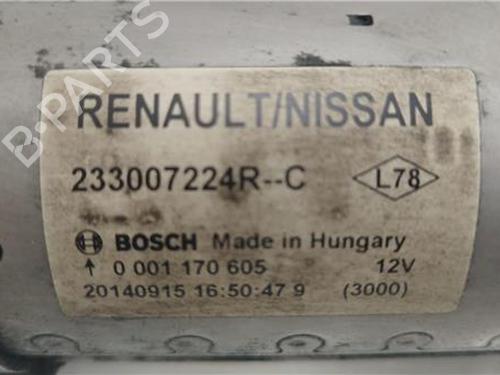 B-PARTS
RENAULT/NISSAN
233007224R--C
L78
BOSCH Made in Hungary
0 001 170 605 12V
20140915 16:50:47 9 (3000)